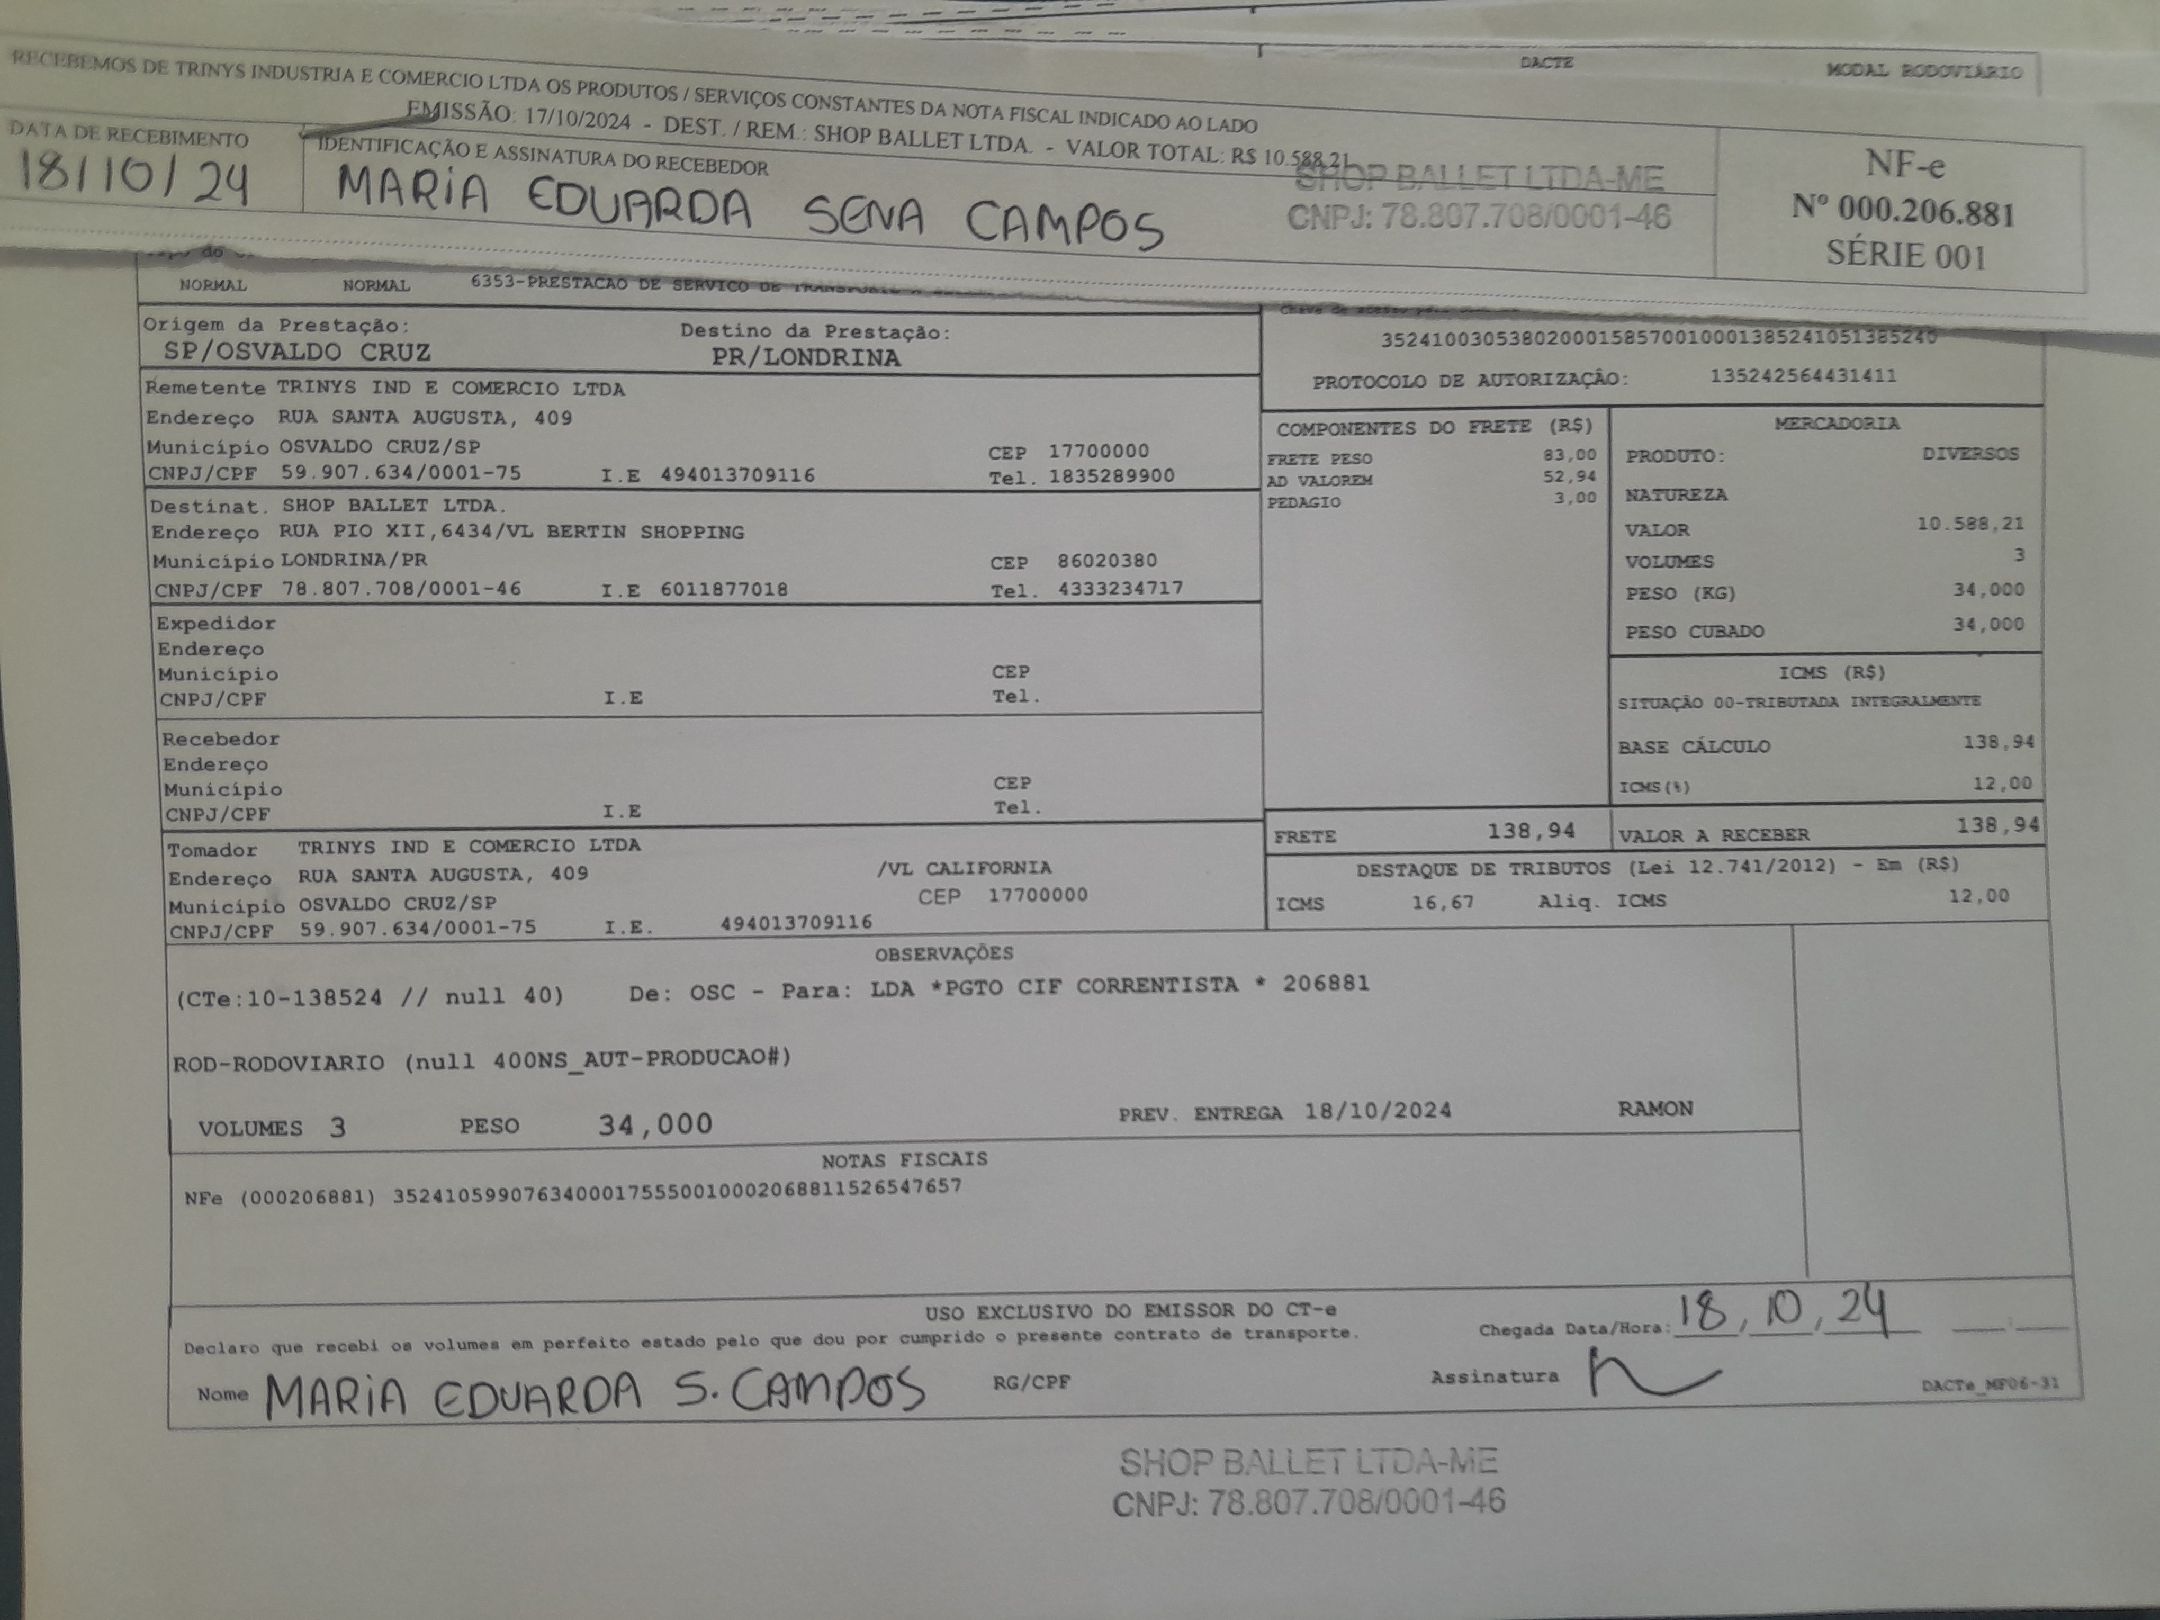 DACTE
MODAL RODOVIÁRIO
RECEBEMOS DE TRINYS INDUSTRIA E COMERCIO LTDA OS PRODUTOS / SERVIÇOS CONSTANTES DA NOTA FISCAL INDICADO AO LADO
EMISSÃO: 17/10/2024 - DEST. / REM.: SHOP BALLET LTDA. - VALOR TOTAL: R$ 10.588,21
DATA DE RECEBIMENTO
18/10/24
IDENTIFICAÇÃO E ASSINATURA DO RECEBEDOR
MARIA EDUARDA SENA CAMPOS
SHOP BALLET LTDA-ME
CNPJ: 78.807.708/0001-46
NF-e
Nº 000.206.881
SÉRIE 001
NORMAL NORMAL 6353-PRESTACAO DE SERVICO DE
Origem da Prestação: Destino da Prestação:
SP/OSVALDO CRUZ PR/LONDRINA
35241003053802000158570010001385241051385240
PROTOCOLO DE AUTORIZAÇÃO: 135242564431411
Remetente TRINYS IND E COMERCIO LTDA
Endereço RUA SANTA AUGUSTA, 409
Município OSVALDO CRUZ/SP CEP 17700000
CNPJ/CPF 59.907.634/0001-75 I.E 494013709116 Tel. 1835289900
Destinat. SHOP BALLET LTDA.
Endereço RUA PIO XII,6434/VL BERTIN SHOPPING
Município LONDRINA/PR CEP 86020380
CNPJ/CPF 78.807.708/0001-46 I.E 6011877018 Tel. 4333234717
Expedidor
Endereço
Município CEP
CNPJ/CPF I.E Tel.
Recebedor
Endereço
Município CEP
CNPJ/CPF I.E Tel.
Tomador TRINYS IND E COMERCIO LTDA
Endereço RUA SANTA AUGUSTA, 409 /VL CALIFORNIA
Município OSVALDO CRUZ/SP CEP 17700000
CNPJ/CPF 59.907.634/0001-75 I.E. 494013709116
COMPONENTES DO FRETE (R$)
FRETE PESO 83,00
AD VALOREM 52,94
PEDAGIO 3,00
MERCADORIA
PRODUTO: DIVERSOS
NATUREZA
VALOR 10.588,21
VOLUMES 3
PESO (KG) 34,000
PESO CUBADO 34,000
ICMS (R$)
SITUAÇÃO 00-TRIBUTADA INTEGRALMENTE
BASE CÁLCULO 138,94
ICMS(%) 12,00
FRETE 138,94 VALOR A RECEBER 138,94
DESTAQUE DE TRIBUTOS (Lei 12.741/2012) - Em (R$)
ICMS 16,67 Aliq. ICMS 12,00
OBSERVAÇÕES
(CTe:10-138524 // null 40) De: OSC - Para: LDA *PGTO CIF CORRENTISTA * 206881
ROD-RODOVIARIO (null 400NS_AUT-PRODUCAO#)
VOLUMES 3 PESO 34,000 PREV. ENTREGA 18/10/2024 RAMON
NOTAS FISCAIS
NFe (000206881) 35241059907634000175550010002068811526547657
USO EXCLUSIVO DO EMISSOR DO CT-e
Declaro que recebi os volumes em perfeito estado pelo que dou por cumprido o presente contrato de transporte.
Chegada Data/Hora: 18, 10, 24
Nome MARIA EDUARDA S. CAMPOS RG/CPF Assinatura
DACTe_MF06-31
SHOP BALLET LTDA-ME
CNPJ: 78.807.708/0001-46